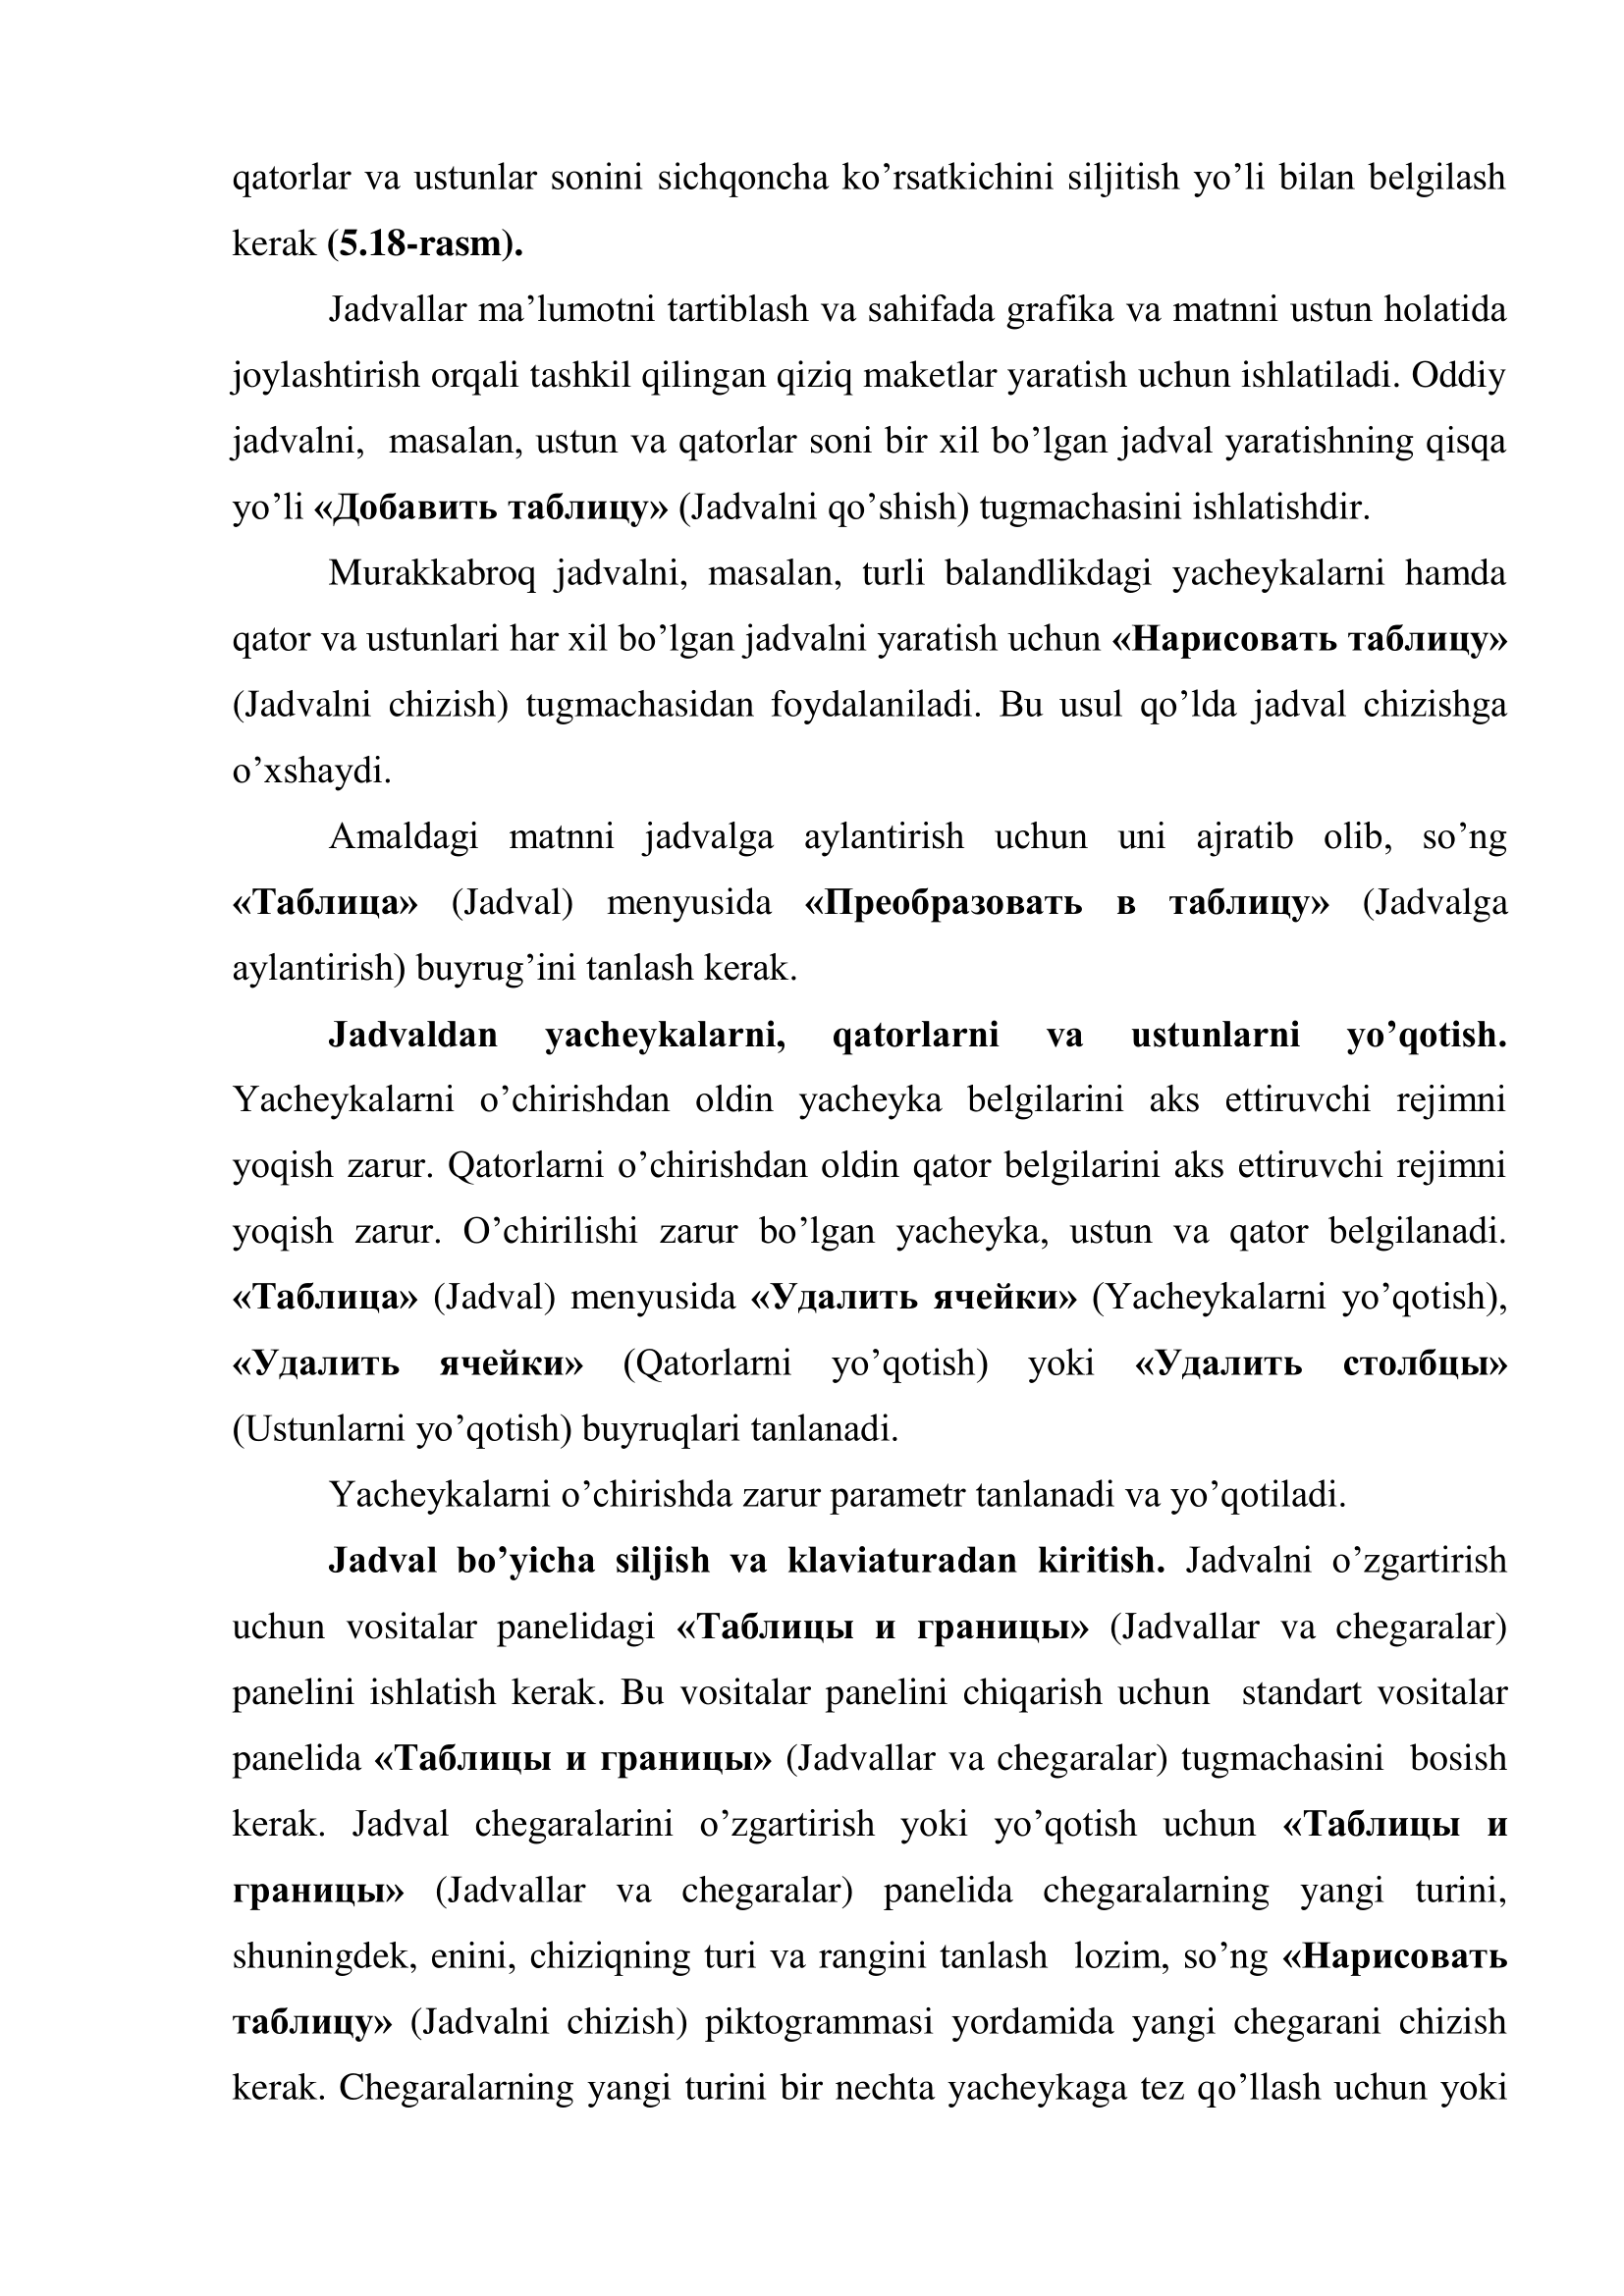 qatorlar va ustunlar sonini sichqoncha ko’rsatkichini siljitish yo’li bilan belgilash
kerak (5.18-rasm).
Jadvallar ma’lumotni tartiblash va sahifada grafika va matnni ustun holatida
joylashtirish orqali tashkil qilingan qiziq maketlar yaratish uchun ishlatiladi. Oddiy
jadvalni, masalan, ustun va qatorlar soni bir xil bo’lgan jadval yaratishning qisqa
yo’li «Добавить таблицу» (Jadvalni qo’shish) tugmachasini ishlatishdir.
Murakkabroq jadvalni, masalan, turli balandlikdagi yacheykalarni hamda
qator va ustunlari har xil bo’lgan jadvalni yaratish uchun «Нарисовать таблицу»
(Jadvalni chizish) tugmachasidan foydalaniladi. Bu usul qo’lda jadval chizishga
o’xshaydi.
Amaldagi matnni jadvalga aylantirish uchun uni ajratib olib, so’ng
«Таблица» (Jadval) menyusida «Преобразовать в таблицу» (Jadvalga
aylantirish) buyrug’ini tanlash kerak.
Jadvaldan yacheykalarni, qatorlarni va ustunlarni yo’qotish.
Yacheykalarni o’chirishdan oldin yacheyka belgilarini aks ettiruvchi rejimni
yoqish zarur. Qatorlarni o’chirishdan oldin qator belgilarini aks ettiruvchi rejimni
yoqish zarur. O’chirilishi zarur bo’lgan yacheyka, ustun va qator belgilanadi.
«Таблица» (Jadval) menyusida «Удалить ячейки» (Yacheykalarni yo’qotish),
«Удалить ячейки» (Qatorlarni yo’qotish) yoki «Удалить столбцы»
(Ustunlarni yo’qotish) buyruqlari tanlanadi.
Yacheykalarni o’chirishda zarur parametr tanlanadi va yo’qotiladi.
Jadval bo’yicha siljish va klaviaturadan kiritish. Jadvalni o’zgartirish
uchun vositalar panelidagi «Таблицы и границы» (Jadvallar va chegaralar)
panelini ishlatish kerak. Bu vositalar panelini chiqarish uchun standart vositalar
panelida «Таблицы и границы» (Jadvallar va chegaralar) tugmachasini bosish
kerak. Jadval chegaralarini o’zgartirish yoki yo’qotish uchun «Таблицы и
границы» (Jadvallar va chegaralar) panelida chegaralarning yangi turini,
shuningdek, enini, chiziqning turi va rangini tanlash lozim, so’ng «Нарисовать
таблицу» (Jadvalni chizish) piktogrammasi yordamida yangi chegarani chizish
kerak. Chegaralarning yangi turini bir nechta yacheykaga tez qo’llash uchun yoki